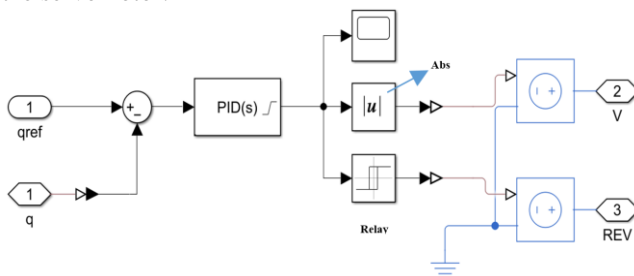 Abs
1
qref
+
−
PID(s)
|u|
− +
2
V
1
q
Relay
− +
3
REV